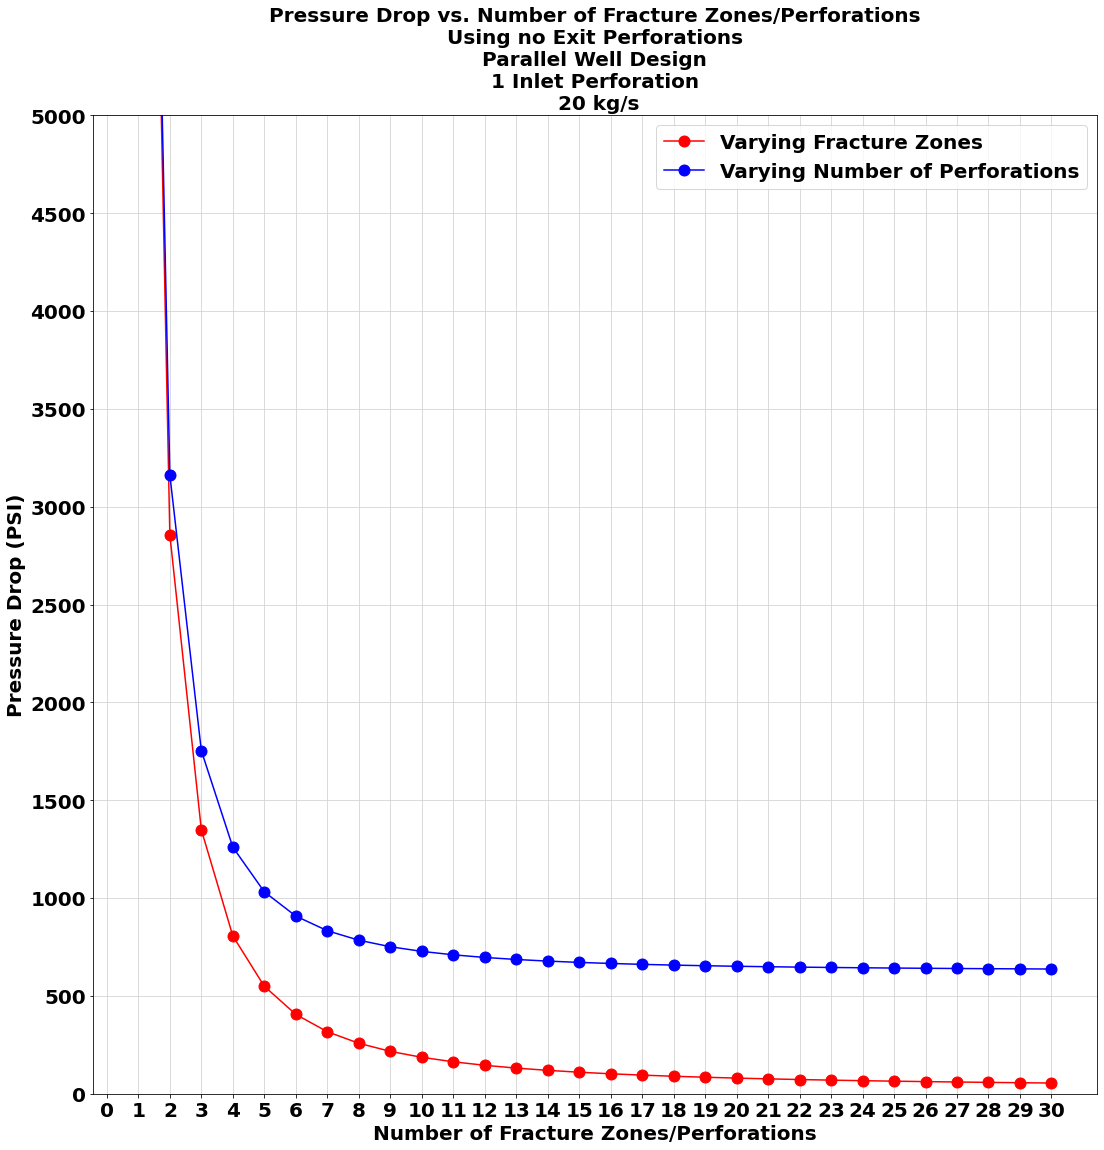 Pressure Drop vs. Number of Fracture Zones/Perforations
Using no Exit Perforations
Parallel Well Design
1 Inlet Perforation
20 kg/s
Varying Fracture Zones
Varying Number of Perforations
5000
4500
4000
3500
3000
2500
2000
1500
1000
500
0
Pressure Drop (PSI)
0 1 2 3 4 5 6 7 8 9 10 11 12 13 14 15 16 17 18 19 20 21 22 23 24 25 26 27 28 29 30
Number of Fracture Zones/Perforations